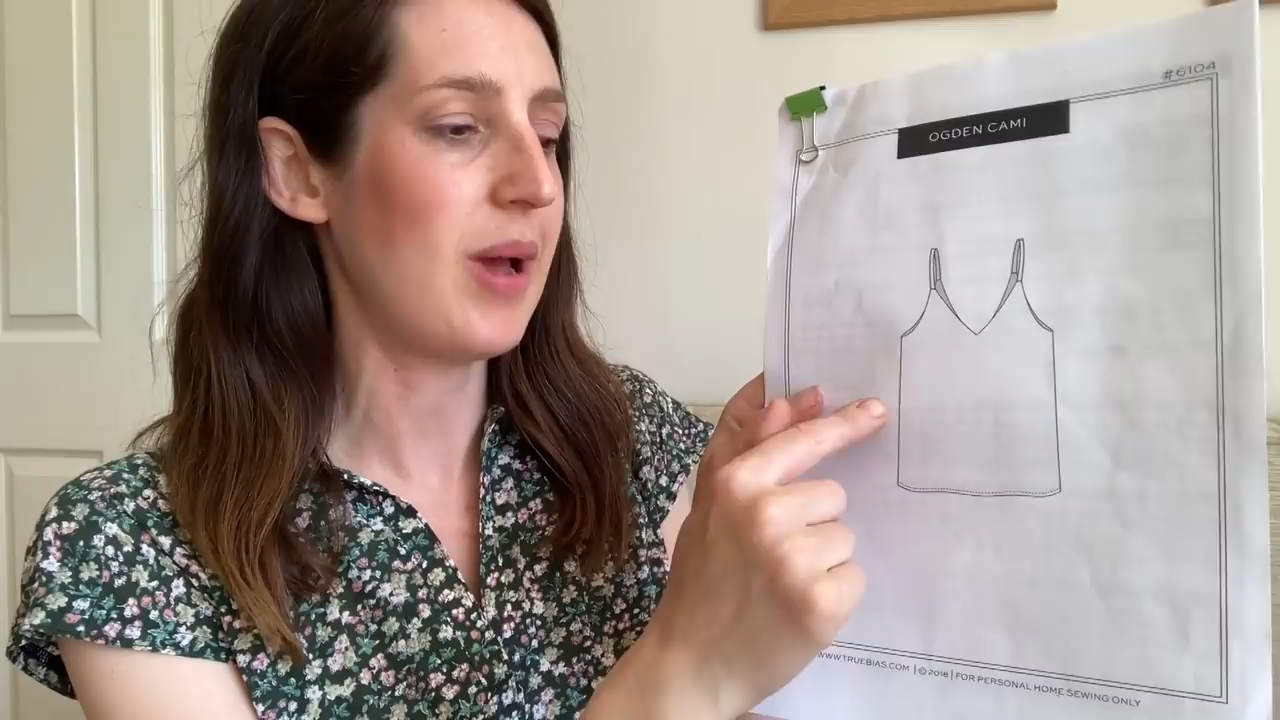 #6104
OGDEN CAMI
WWW.TRUEBIAS.COM | © 2018 | FOR PERSONAL HOME SEWING ONLY